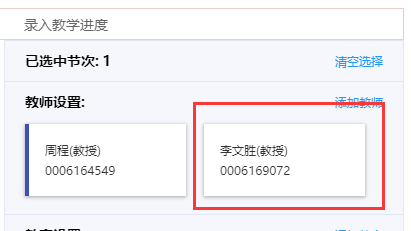 录入教学进度
已选中节次: 1 清空选择
教师设置: 添加教师
周程(教授) 李文胜(教授)
0006164549 0006169072